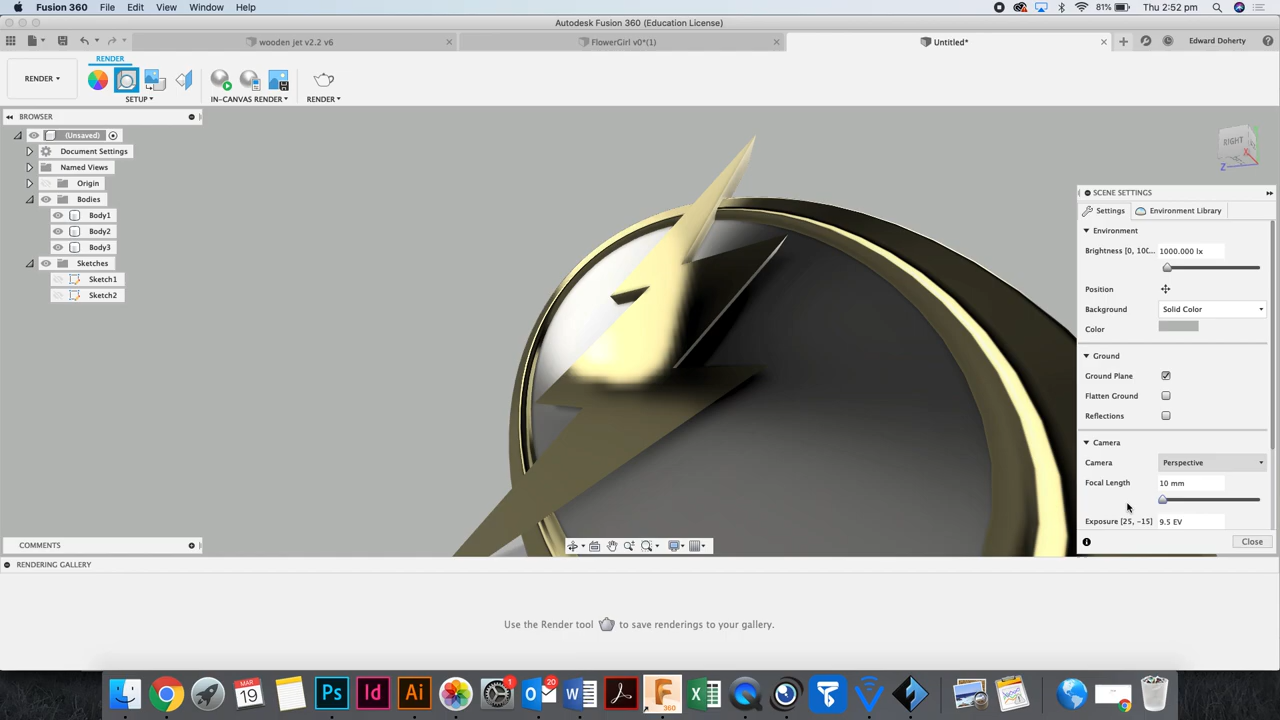 Fusion 360 File Edit View Window Help 81% Thu 2:52 pm
Autodesk Fusion 360 (Education License)
wooden jet v2.2 v6 FlowerGirl v0*(1) Untitled* Edward Doherty
RENDER
RENDER
SETUP IN-CANVAS RENDER RENDER
BROWSER
(Unsaved)
Document Settings
Named Views
Origin
Bodies
Body1
Body2
Body3
Sketches
Sketch1
Sketch2
RIGHT
Z
X
SCENE SETTINGS
Settings Environment Library
Environment
Brightness [0, 100... 1000.000 lx
Position
Background Solid Color
Color
Ground
Ground Plane
Flatten Ground
Reflections
Camera
Camera Perspective
Focal Length 10 mm
Exposure [25, -15] 9.5 EV
Close
COMMENTS
RENDERING GALLERY
Use the Render tool to save renderings to your gallery.
MAR
19
Ps Id Ai 1 20 W F
360 X T